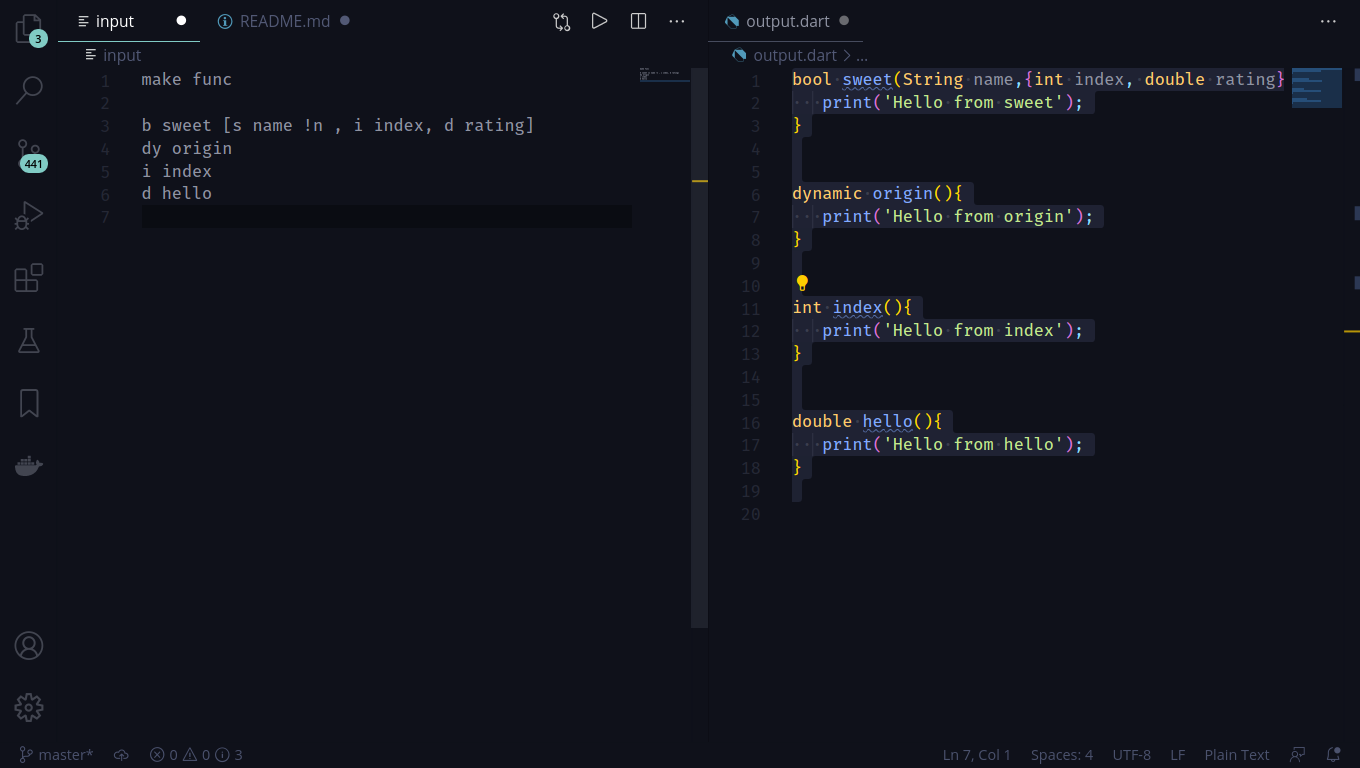 input
README.md
3
input
1 make func
2
3 b sweet [s name !n , i index, d rating]
4 dy origin
5 i index
6 d hello
7
441
output.dart
output.dart > ...
1 bool sweet(String name,{int index, double rating}
2 print('Hello from sweet');
3 }
4
5
6 dynamic origin(){
7 print('Hello from origin');
8 }
9
10
11 int index(){
12 print('Hello from index');
13 }
14
15
16 double hello(){
17 print('Hello from hello');
18 }
19
20
master* 0 0 3 Ln 7, Col 1 Spaces: 4 UTF-8 LF Plain Text